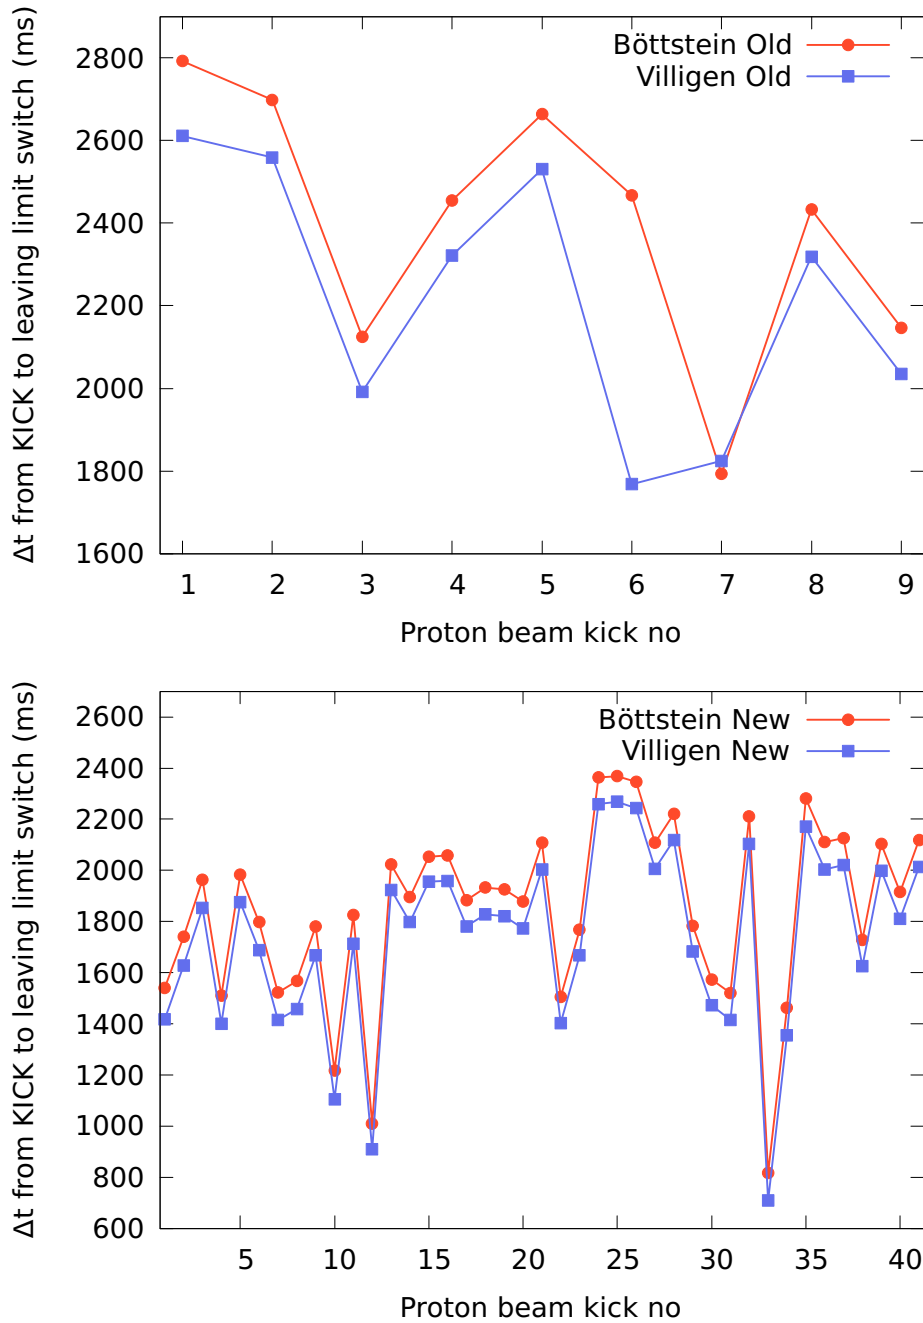 Δt from KICK to leaving limit switch (ms)
2800
2600
2400
2200
2000
1800
1600
Böttstein Old
Villigen Old
1 2 3 4 5 6 7 8 9
Proton beam kick no
Δt from KICK to leaving limit switch (ms)
2600
2400
2200
2000
1800
1600
1400
1200
1000
800
600
Böttstein New
Villigen New
5 10 15 20 25 30 35 40
Proton beam kick no